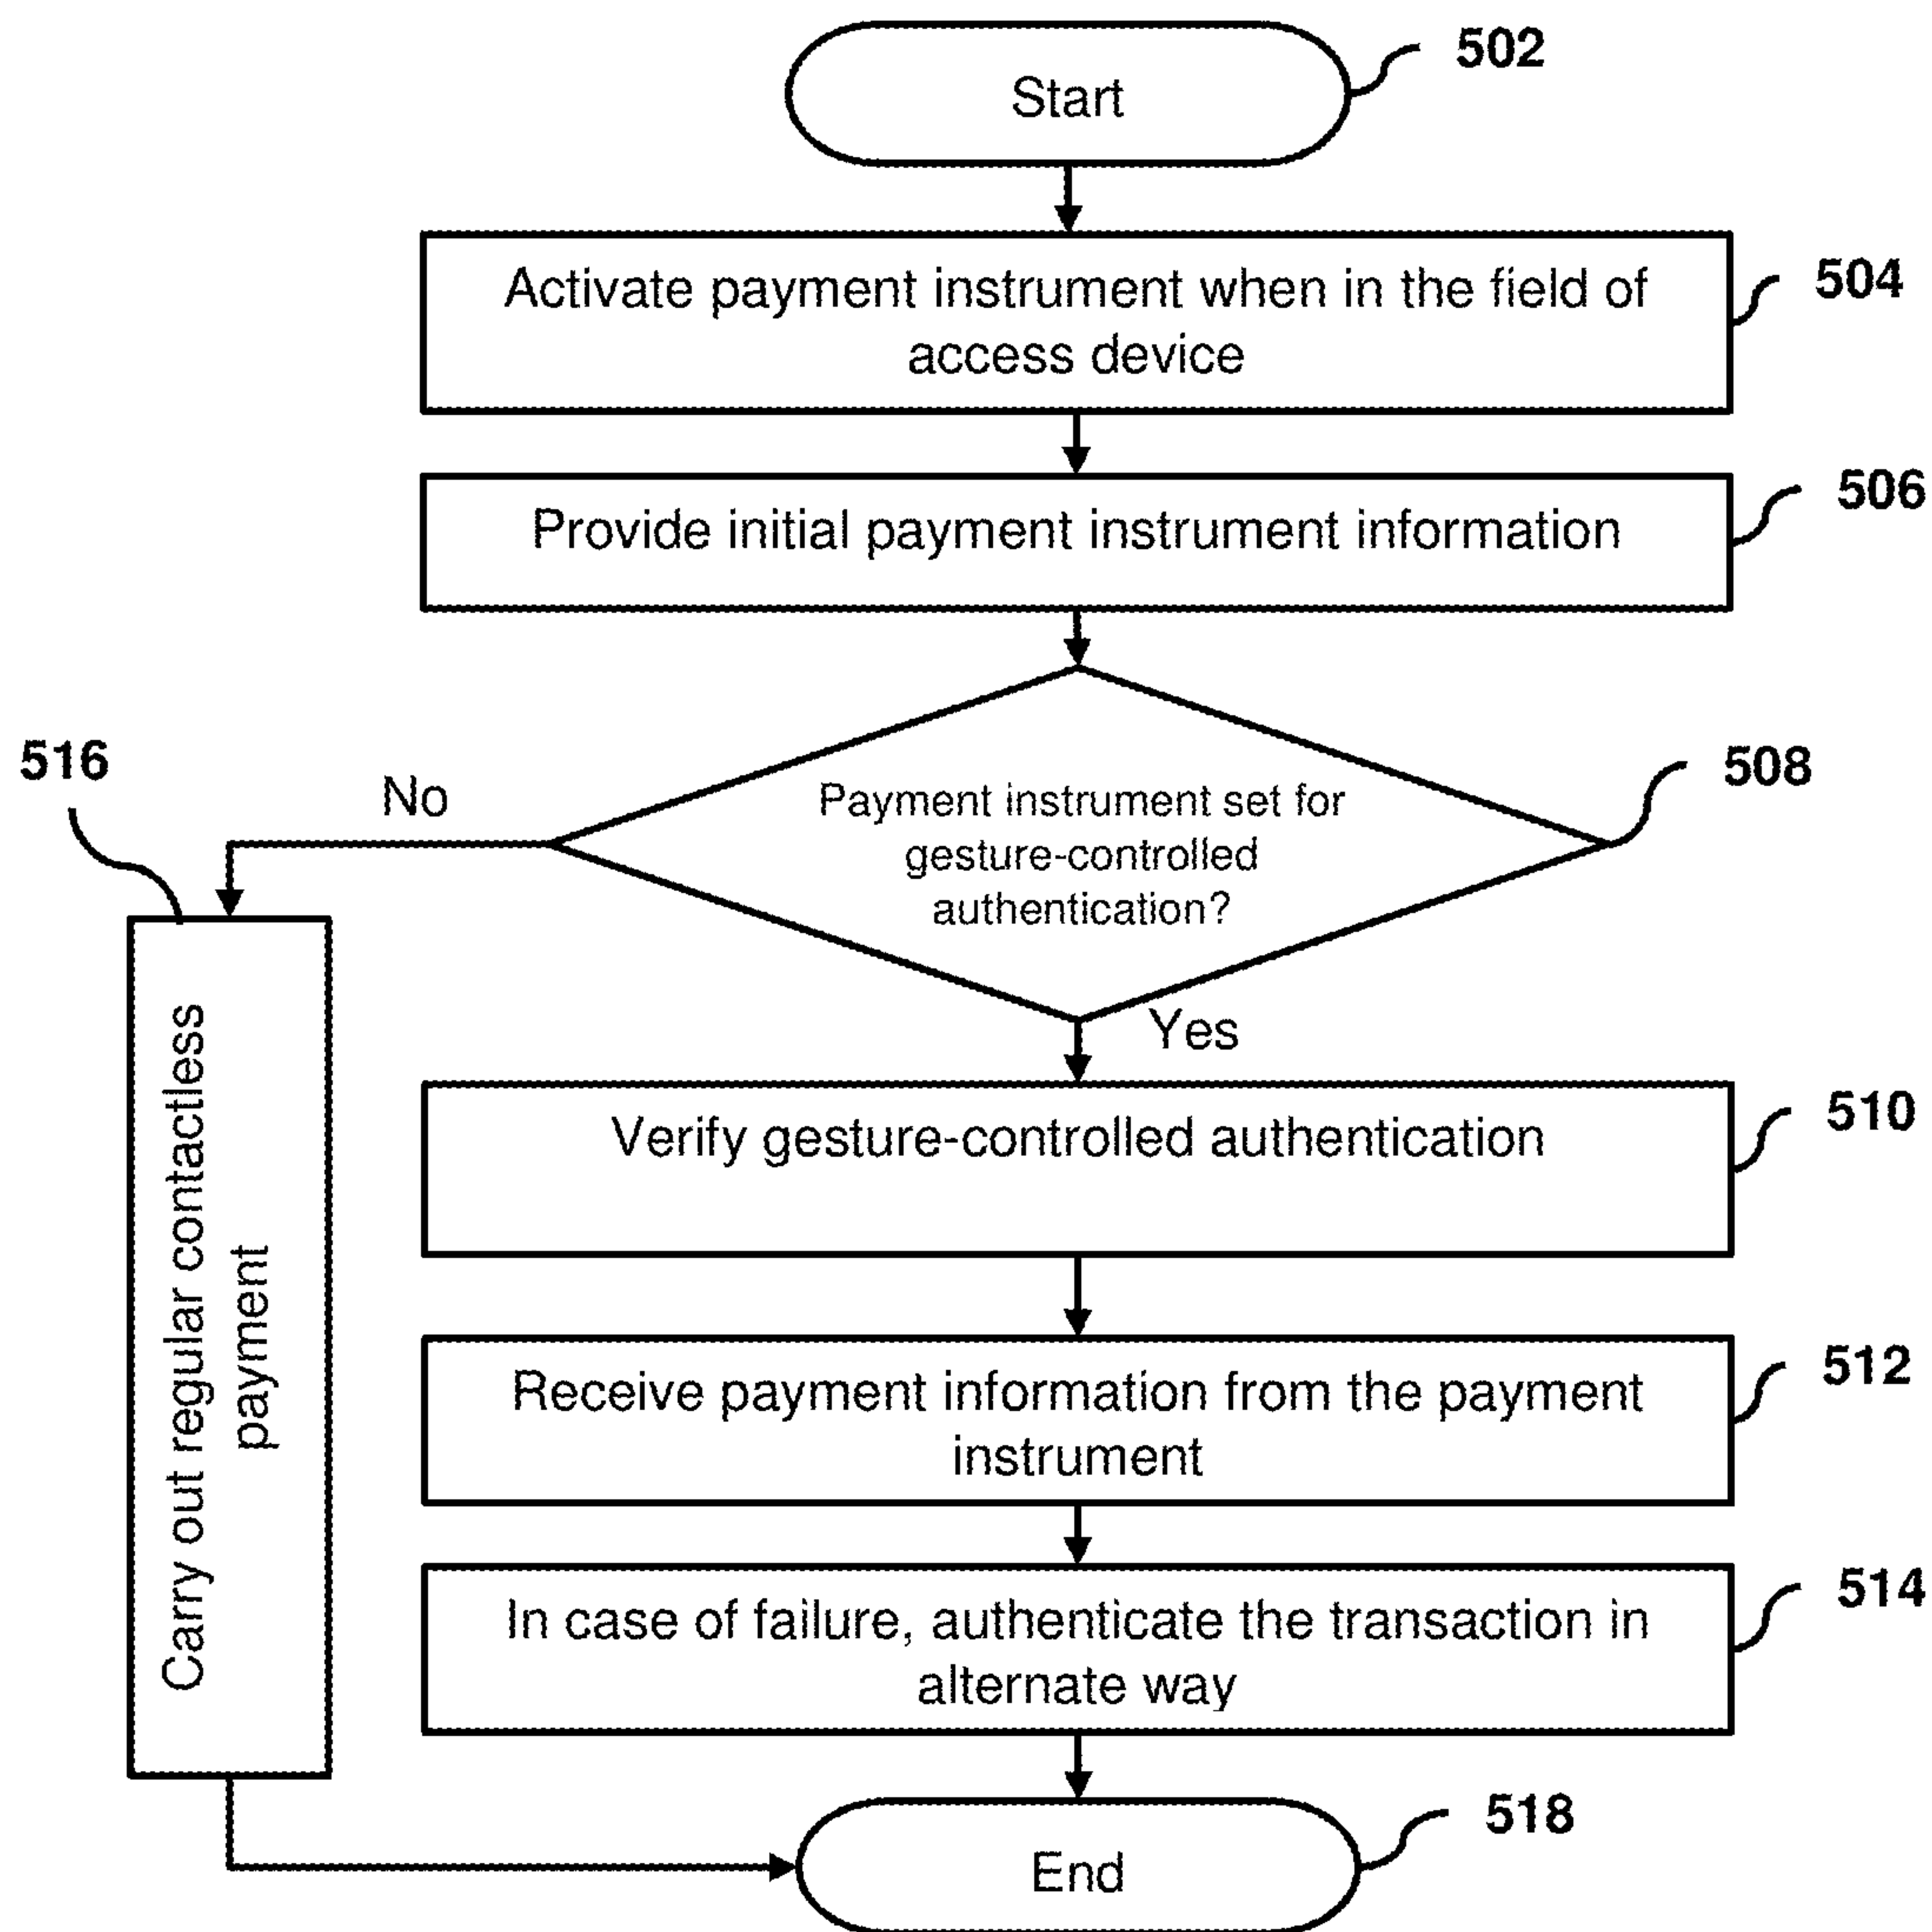 Start
502
Activate payment instrument when in the field of
access device
504
Provide initial payment instrument information
506
Payment instrument set for
gesture-controlled
authentication?
508
No
516
Carry out regular contactless
payment
Yes
Verify gesture-controlled authentication
510
Receive payment information from the payment
instrument
512
In case of failure, authenticate the transaction in
alternate way
514
End
518